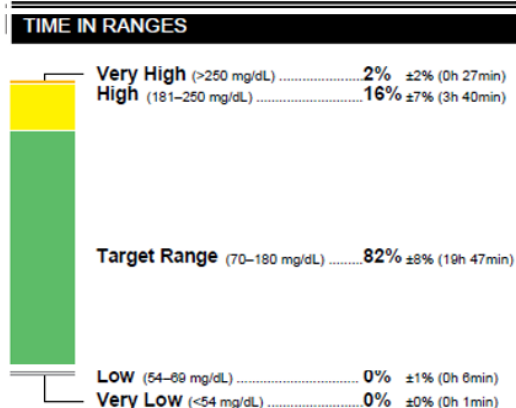 TIME IN RANGES
Very High (>250 mg/dL) ..................... 2% ±2% (0h 27min)
High (181–250 mg/dL) .......................... 16% ±7% (3h 40min)
Target Range (70–180 mg/dL) ......... 82% ±8% (19h 47min)
Low (54–69 mg/dL) .............................. 0% ±1% (0h 6min)
Very Low (<54 mg/dL) ....................... 0% ±0% (0h 1min)